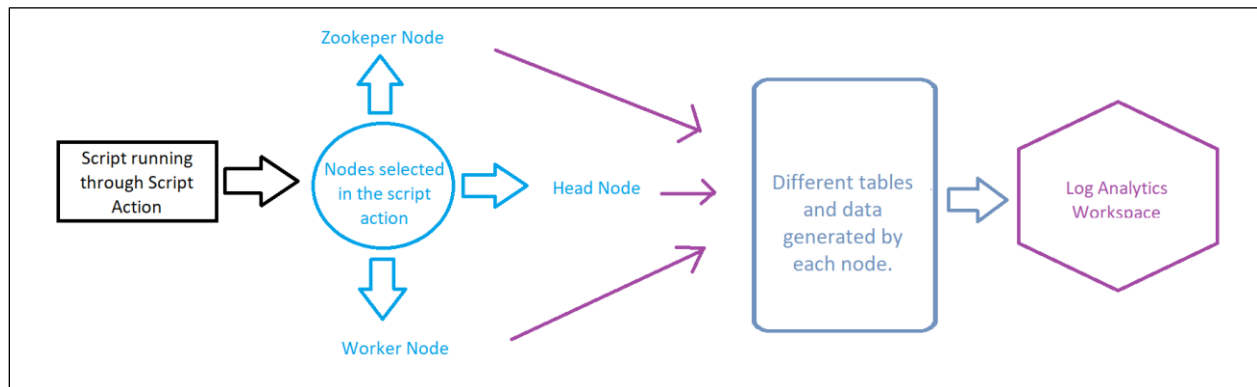 Zookeper Node
Script running
through Script
Action
Nodes selected
in the script
action
Head Node
Worker Node
Different tables
and data
generated by
each node.
Log Analytics
Workspace